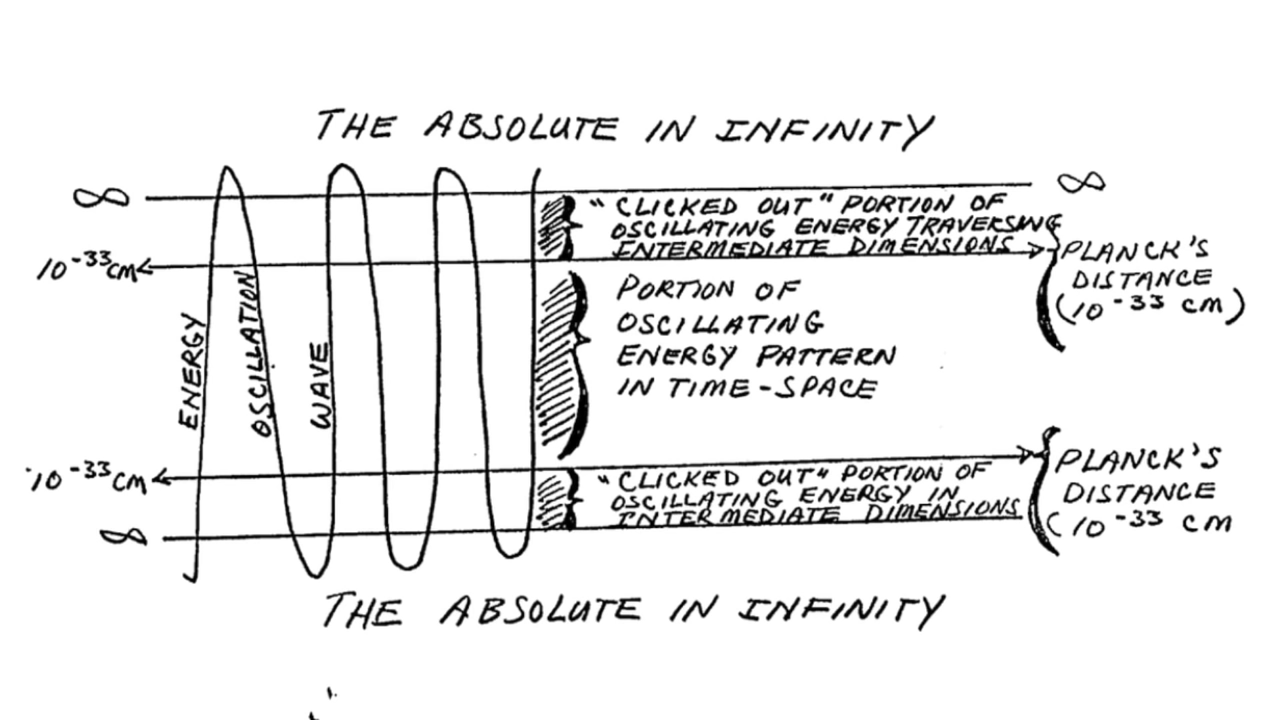 THE ABSOLUTE IN INFINITY
∞
∞
"CLICKED OUT" PORTION OF
OSCILLATING ENERGY TRAVERSING
INTERMEDIATE DIMENSIONS
10-33cm
PLANCK'S
DISTANCE
(10-33 cm)
PORTION OF
OSCILLATING
ENERGY PATTERN
IN TIME-SPACE
ENERGY
OSCILLATION
WAVE
10-33cm
"CLICKED OUT" PORTION OF
OSCILLATING ENERGY IN
INTERMEDIATE DIMENSIONS
PLANCK'S
DISTANCE
(10-33 cm
∞
THE ABSOLUTE IN INFINITY